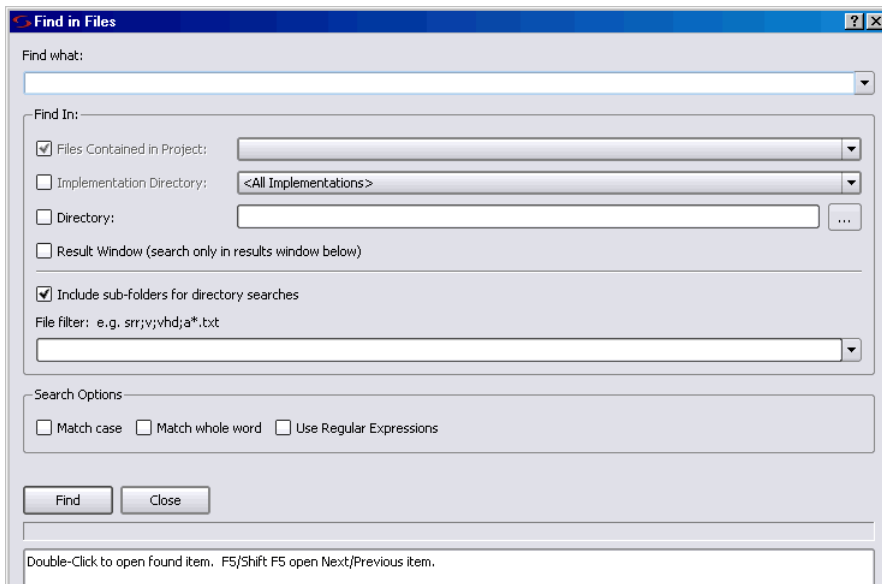 Find in Files
Find what:
Find In:
Files Contained in Project:
Implementation Directory: <All Implementations>
Directory: ...
Result Window (search only in results window below)
Include sub-folders for directory searches
File filter: e.g. srr;v;vhd;a*.txt
Search Options
Match case Match whole word Use Regular Expressions
Find Close
Double-Click to open found item. F5/Shift F5 open Next/Previous item.